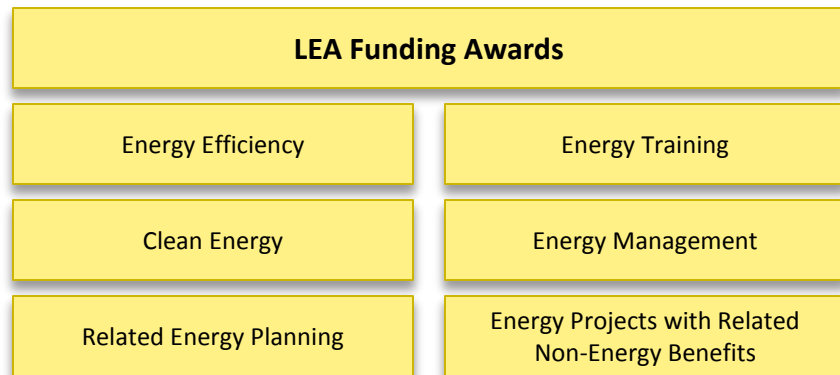 LEA Funding Awards
Energy Efficiency
Energy Training
Clean Energy
Energy Management
Related Energy Planning
Energy Projects with Related
Non-Energy Benefits